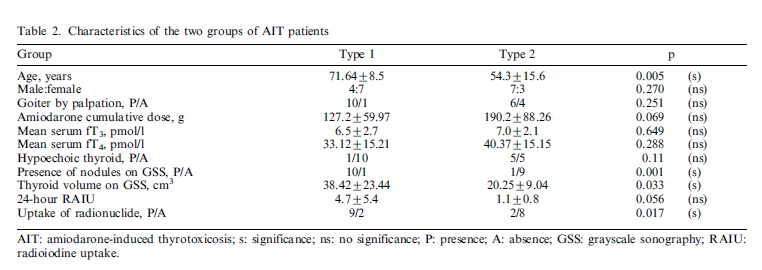 Table 2. Characteristics of the two groups of AIT patients
Group Type 1 Type 2 p
Age, years 71.64±8.5 54.3±15.6 0.005 (s)
Male:female 4:7 7:3 0.270 (ns)
Goiter by palpation, P/A 10/1 6/4 0.251 (ns)
Amiodarone cumulative dose, g 127.2±59.97 190.2±88.26 0.069 (ns)
Mean serum fT3, pmol/l 6.5±2.7 7.0±2.1 0.649 (ns)
Mean serum fT4, pmol/l 33.12±15.21 40.37±15.15 0.288 (ns)
Hypoechoic thyroid, P/A 1/10 5/5 0.11 (ns)
Presence of nodules on GSS, P/A 10/1 1/9 0.001 (s)
Thyroid volume on GSS, cm3 38.42±23.44 20.25±9.04 0.033 (s)
24-hour RAIU 4.7±5.4 1.1±0.8 0.056 (ns)
Uptake of radionuclide, P/A 9/2 2/8 0.017 (s)
AIT: amiodarone-induced thyrotoxicosis; s: significance; ns: no significance; P: presence; A: absence; GSS: grayscale sonography; RAIU:
radioiodine uptake.